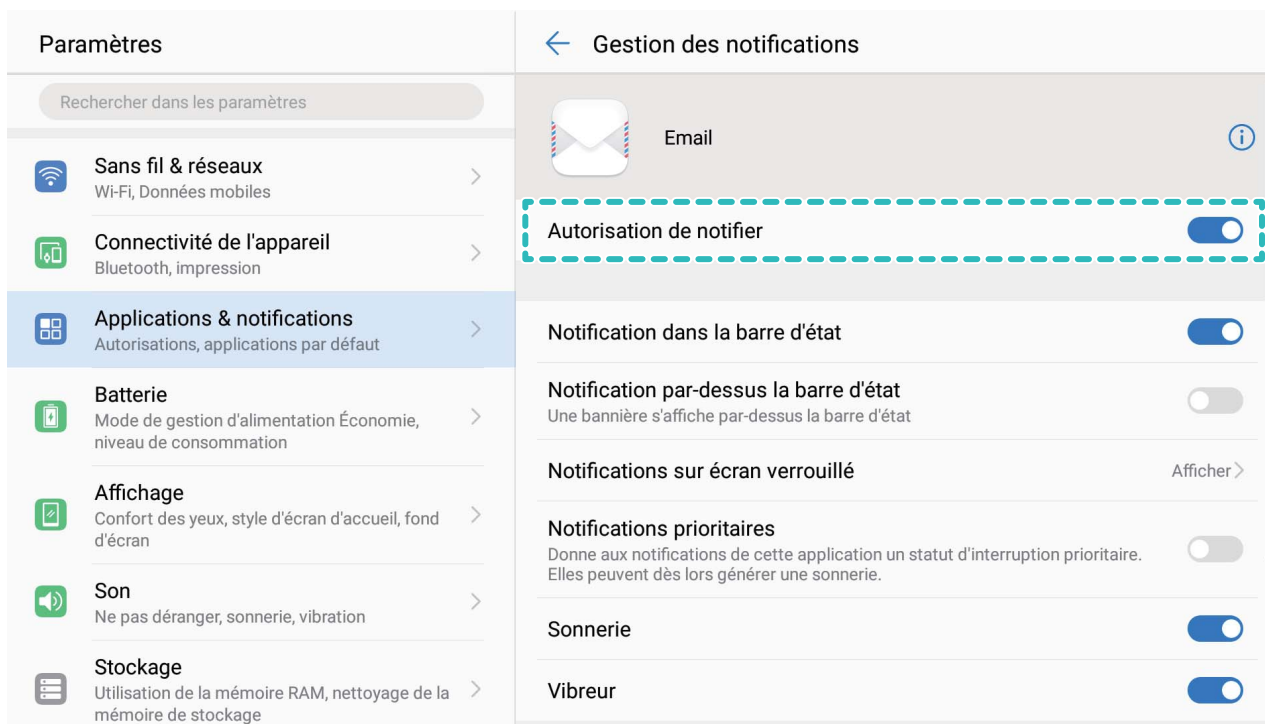 Paramètres
Rechercher dans les paramètres
Sans fil & réseaux
Wi-Fi, Données mobiles
Connectivité de l'appareil
Bluetooth, impression
Applications & notifications
Autorisations, applications par défaut
Batterie
Mode de gestion d'alimentation Économie,
niveau de consommation
Affichage
Confort des yeux, style d'écran d'accueil, fond
d'écran
Son
Ne pas déranger, sonnerie, vibration
Stockage
Utilisation de la mémoire RAM, nettoyage de la
mémoire de stockage
Gestion des notifications
Email
Autorisation de notifier
Notification dans la barre d'état
Notification par-dessus la barre d'état
Une bannière s'affiche par-dessus la barre d'état
Notifications sur écran verrouillé
Afficher
Notifications prioritaires
Donne aux notifications de cette application un statut d'interruption prioritaire.
Elles peuvent dès lors générer une sonnerie.
Sonnerie
Vibreur